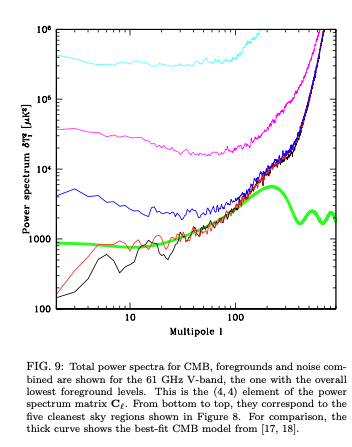 10⁶
10⁵
10⁴
1000
100
Power spectrum δT²ₗ [μK²]
10
100
Multipole l
FIG. 9: Total power spectra for CMB, foregrounds and noise com-
bined are shown for the 61 GHz V-band, the one with the overall
lowest foreground levels. This is the (4, 4) element of the power
spectrum matrix Cℓ. From bottom to top, they correspond to the
five cleanest sky regions shown in Figure 8. For comparison, the
thick curve shows the best-fit CMB model from [17, 18].